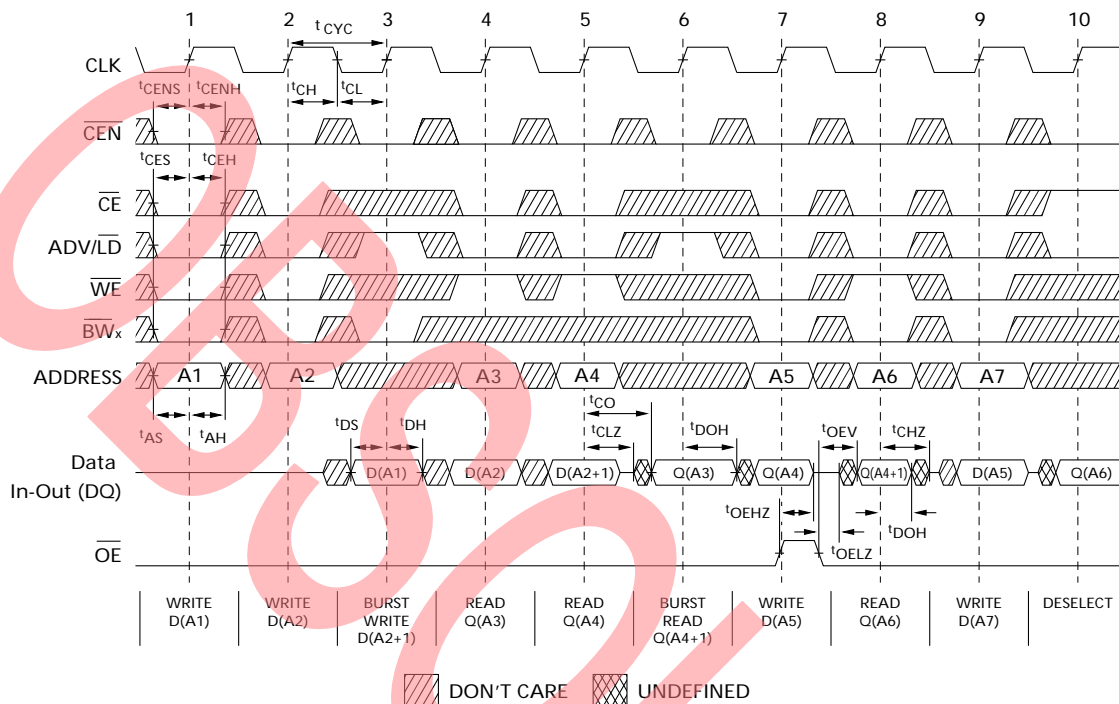 1 2 3 4 5 6 7 8 9 10
tCYC
CLK
tCENS tCENH tCH tCL
CEN
tCES tCEH
CE
ADV/LD
WE
BWx
ADDRESS A1 A2 A3 A4 A5 A6 A7
tCO
tAS tAH tDS tDH tCLZ tDOH tOEV tCHZ
Data
In-Out (DQ)
D(A1) D(A2) D(A2+1) Q(A3) Q(A4) Q(A4+1) D(A5) Q(A6)
tOEHZ tDOH
tOELZ
OE
WRITE
D(A1)
WRITE
D(A2)
BURST
WRITE
D(A2+1)
READ
Q(A3)
READ
Q(A4)
BURST
READ
Q(A4+1)
WRITE
D(A5)
READ
Q(A6)
WRITE
D(A7)
DESELECT
DON'T CARE UNDEFINED